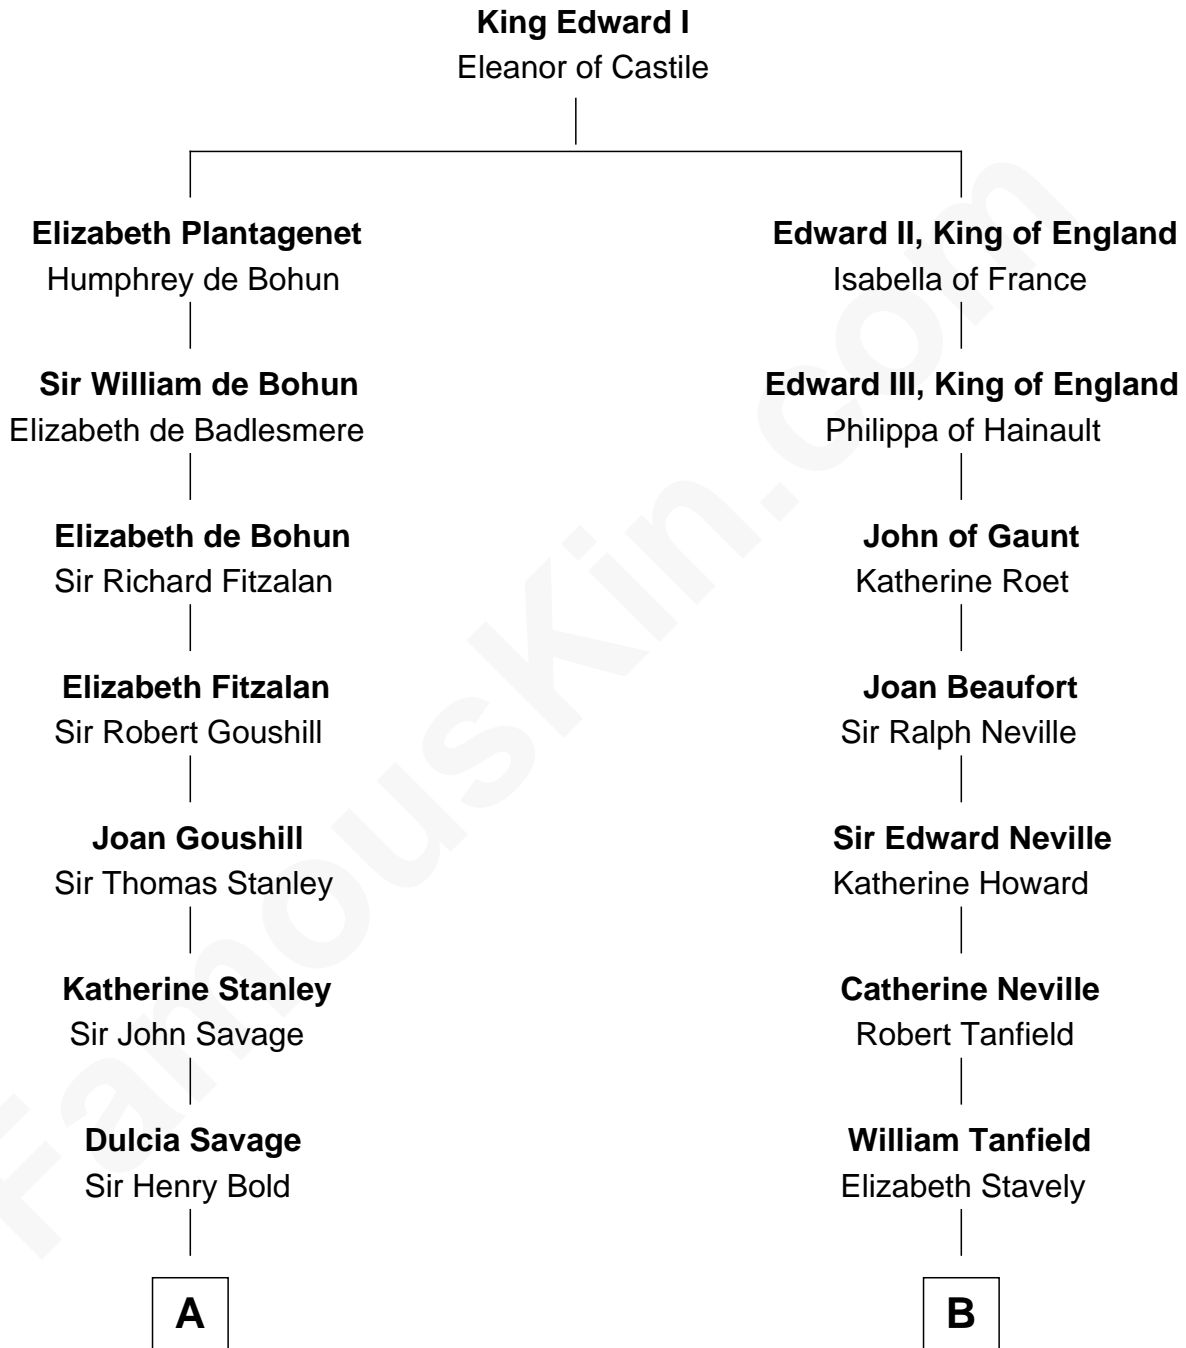 King Edward I
Eleanor of Castile
Elizabeth Plantagenet
Humphrey de Bohun
Edward II, King of England
Isabella of France
Sir William de Bohun
Elizabeth de Badlesmere
Edward III, King of England
Philippa of Hainault
Elizabeth de Bohun
Sir Richard Fitzalan
John of Gaunt
Katherine Roet
Elizabeth Fitzalan
Sir Robert Goushill
Joan Beaufort
Sir Ralph Neville
Joan Goushill
Sir Thomas Stanley
Sir Edward Neville
Katherine Howard
Katherine Stanley
Sir John Savage
Catherine Neville
Robert Tanfield
Dulcia Savage
Sir Henry Bold
William Tanfield
Elizabeth Stavely
A
B
FamousKin.com